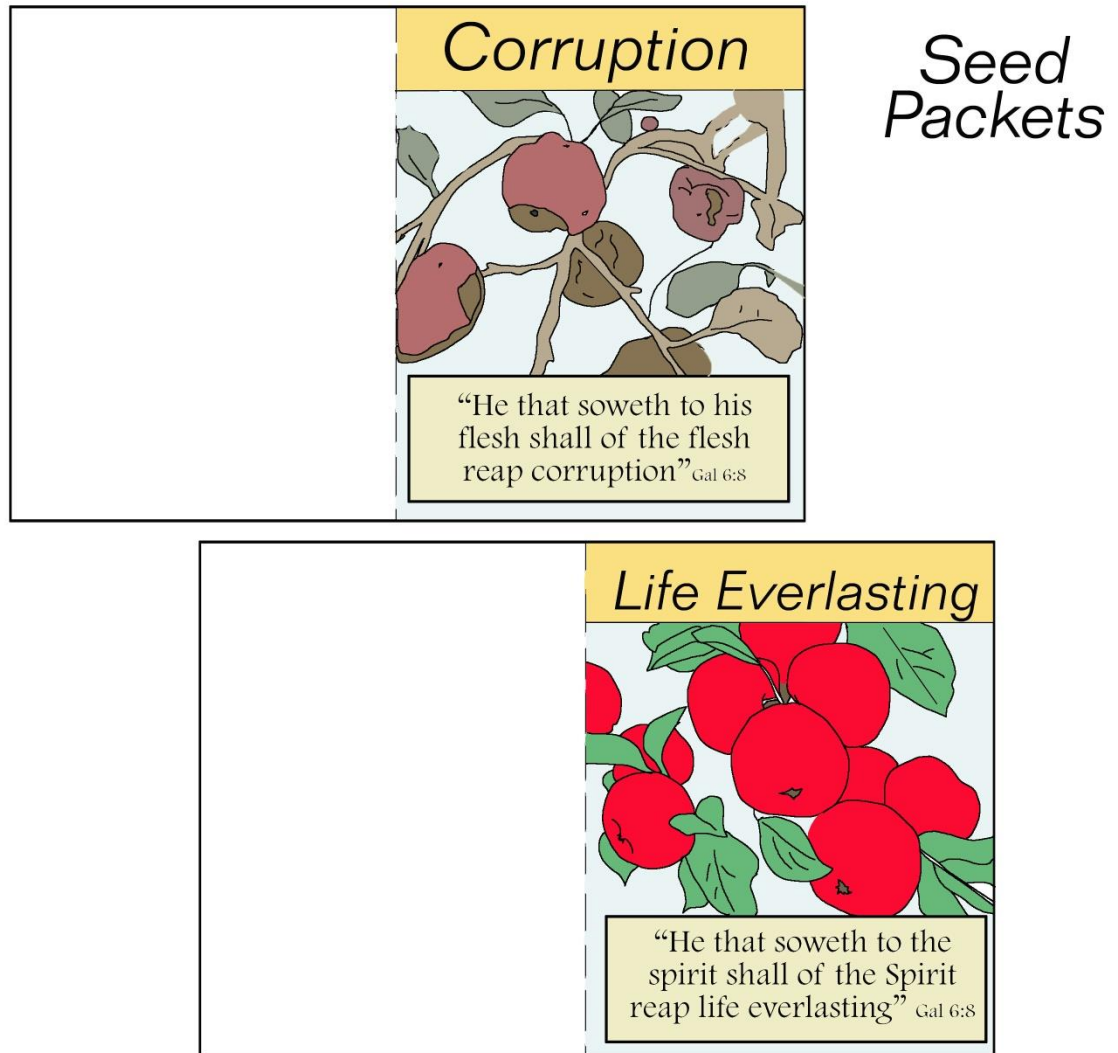 Corruption
Seed
Packets
“He that soweth to his
flesh shall of the flesh
reap corruption” Gal 6:8
Life Everlasting
“He that soweth to the
spirit shall of the Spirit
reap life everlasting” Gal 6:8